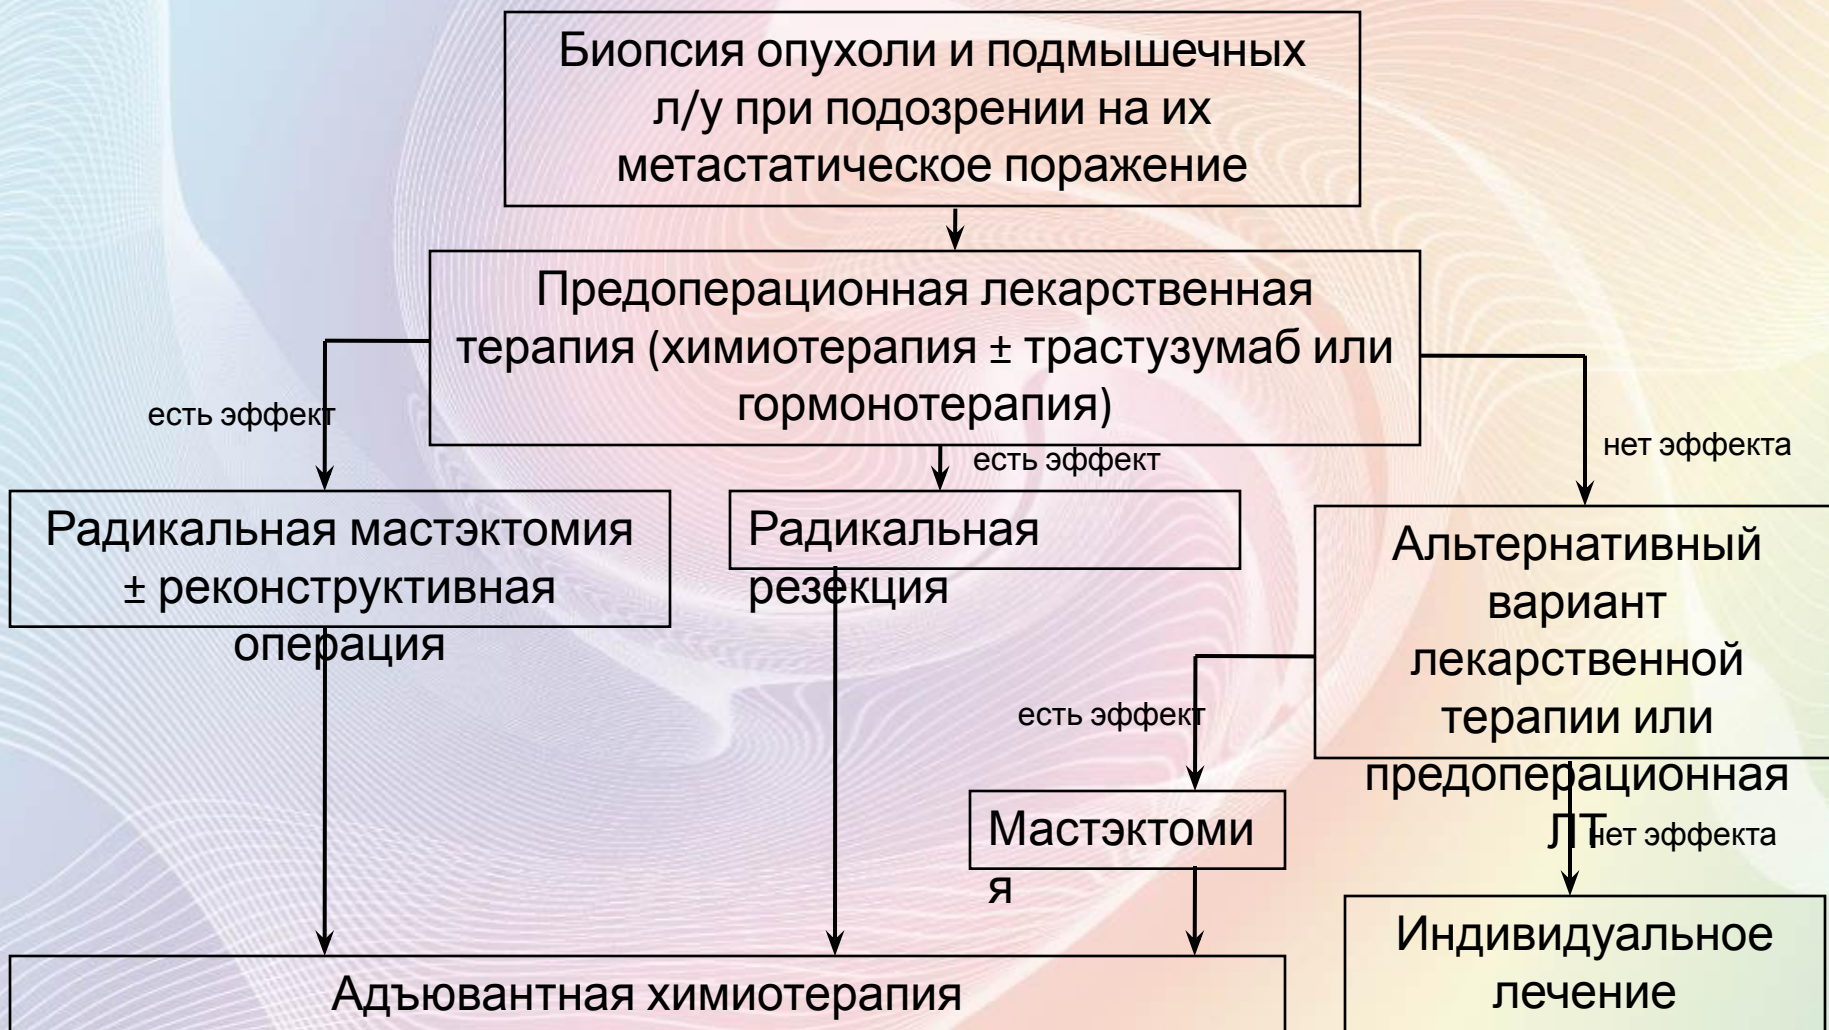 Биопсия опухоли и подмышечных
л/у при подозрении на их
метастатическое поражение
Предоперационная лекарственная
терапия (химиотерапия ± трастузумаб или
гормонотерапия)
есть эффект
есть эффект
нет эффекта
Радикальная мастэктомия
± реконструктивная
операция
Радикальная
резекция
Альтернативный
вариант
лекарственной
терапии или
предоперационная
ЛТ
есть эффект
нет эффекта
Мастэктоми
я
Адъювантная химиотерапия
Индивидуальное
лечение